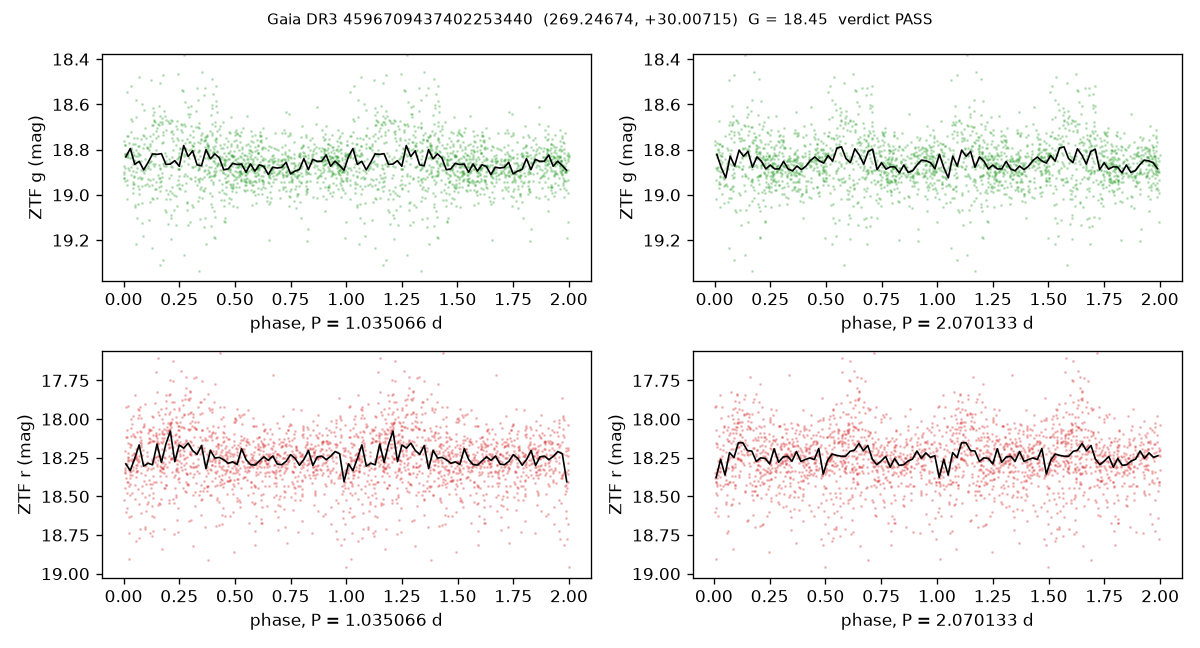 Gaia DR3 4596709437402253440  (269.24674, +30.00715)  G = 18.45  verdict PASS
ZTF g (mag)
18.4
18.6
18.8
19.0
19.2
0.00 0.25 0.50 0.75 1.00 1.25 1.50 1.75 2.00
phase, P = 1.035066 d
ZTF g (mag)
18.4
18.6
18.8
19.0
19.2
0.00 0.25 0.50 0.75 1.00 1.25 1.50 1.75 2.00
phase, P = 2.070133 d
ZTF r (mag)
17.75
18.00
18.25
18.50
18.75
19.00
0.00 0.25 0.50 0.75 1.00 1.25 1.50 1.75 2.00
phase, P = 1.035066 d
ZTF r (mag)
17.75
18.00
18.25
18.50
18.75
19.00
0.00 0.25 0.50 0.75 1.00 1.25 1.50 1.75 2.00
phase, P = 2.070133 d